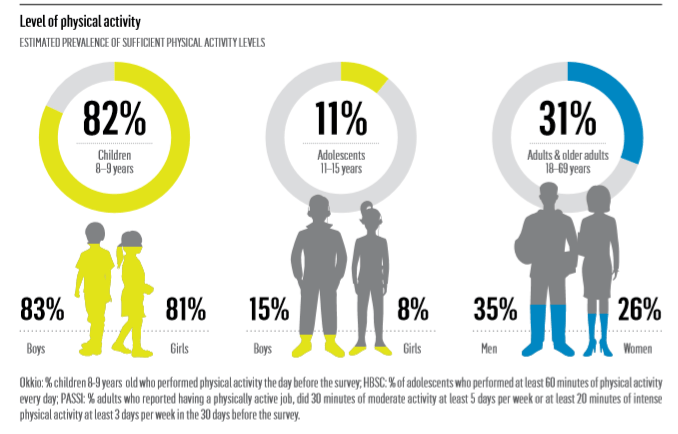 Level of physical activity
ESTIMATED PREVALENCE OF SUFFICIENT PHYSICAL ACTIVITY LEVELS
82%
Children
8–9 years
11%
Adolescents
11–15 years
31%
Adults & older adults
18–69 years
83%
Boys
81%
Girls
15%
Boys
8%
Girls
35%
Men
26%
Women
Okkio: % children 8-9 years old who performed physical activity the day before the survey; HBSC: % of adolescents who performed at least 60 minutes of physical activity
every day; PASSI: % adults who reported having a physically active job, did 30 minutes of moderate activity at least 5 days per week or at least 20 minutes of intense
physical activity at least 3 days per week in the 30 days before the survey.